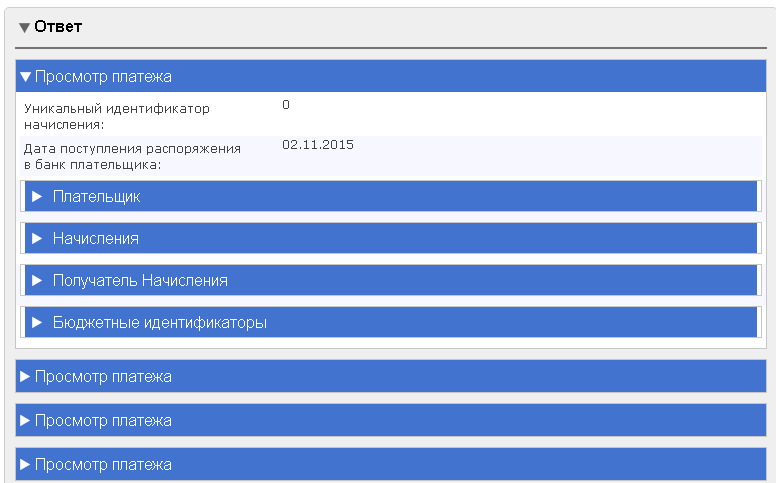 Ответ
Просмотр платежа
Уникальный идентификатор 0
начисления:
Дата поступления распоряжения 02.11.2015
в банк плательщика:
Плательщик
Начисления
Получатель Начисления
Бюджетные идентификаторы
Просмотр платежа
Просмотр платежа
Просмотр платежа